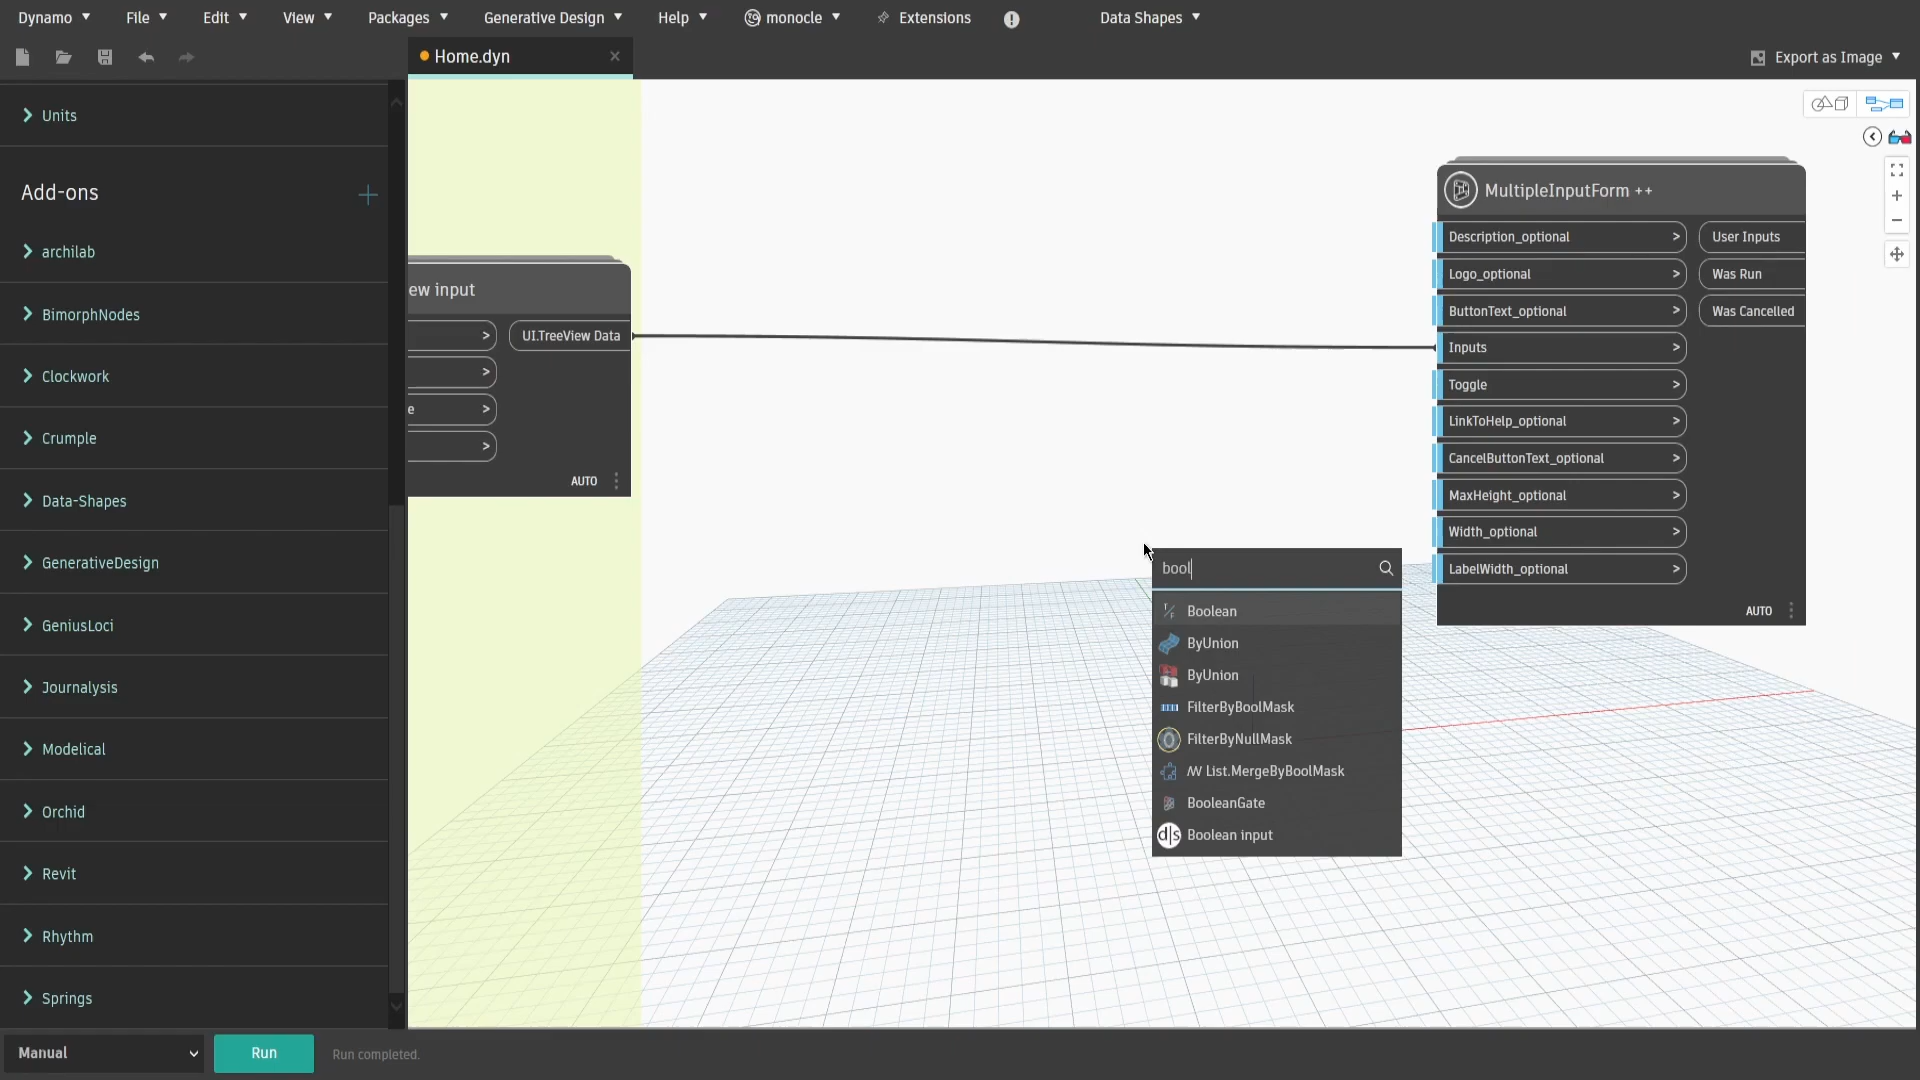 Dynamo File Edit View Packages Generative Design Help monocle Extensions Data Shapes
Home.dyn
Export as Image
Units
Add-ons
archilab
BimorphNodes
Clockwork
Crumple
Data-Shapes
GenerativeDesign
GeniusLoci
Journalysis
Modelical
Orchid
Revit
Rhythm
Springs
ew input
> UI.TreeView Data
>
e >
>
AUTO
MultipleInputForm ++
Description_optional > User Inputs
Logo_optional > Was Run
ButtonText_optional > Was Cancelled
Inputs >
Toggle >
LinkToHelp_optional >
CancelButtonText_optional >
MaxHeight_optional >
Width_optional >
LabelWidth_optional >
AUTO
bool
Boolean
ByUnion
ByUnion
FilterByBoolMask
FilterByNullMask
List.MergeByBoolMask
BooleanGate
d|s Boolean input
Manual Run Run completed.